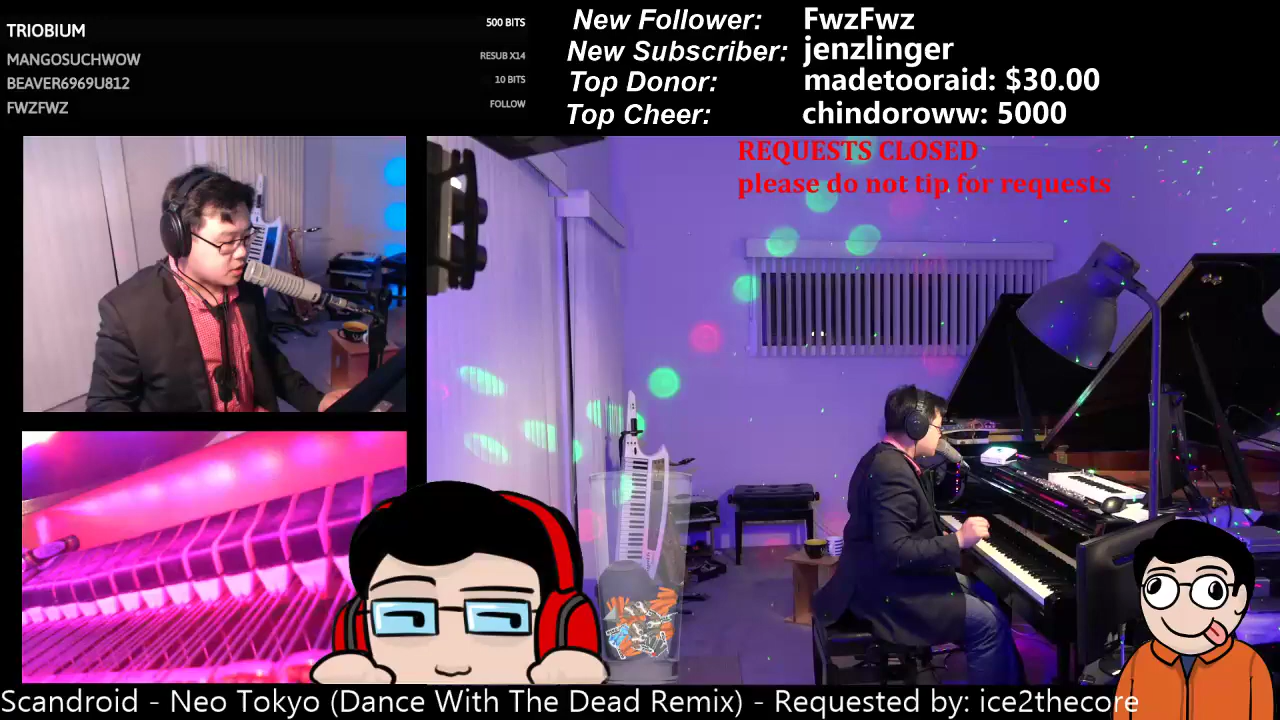 TRIOBIUM 500 BITS
MANGOSUCHWOW RESUB X14
BEAVER6969U812 10 BITS
FWZFWZ FOLLOW
New Follower: FwzFwz
New Subscriber: jenzlinger
Top Donor: madetooraid: $30.00
Top Cheer: chindoroww: 5000
REQUESTS CLOSED
please do not tip for requests
Scandroid - Neo Tokyo (Dance With The Dead Remix) - Requested by: ice2thecore